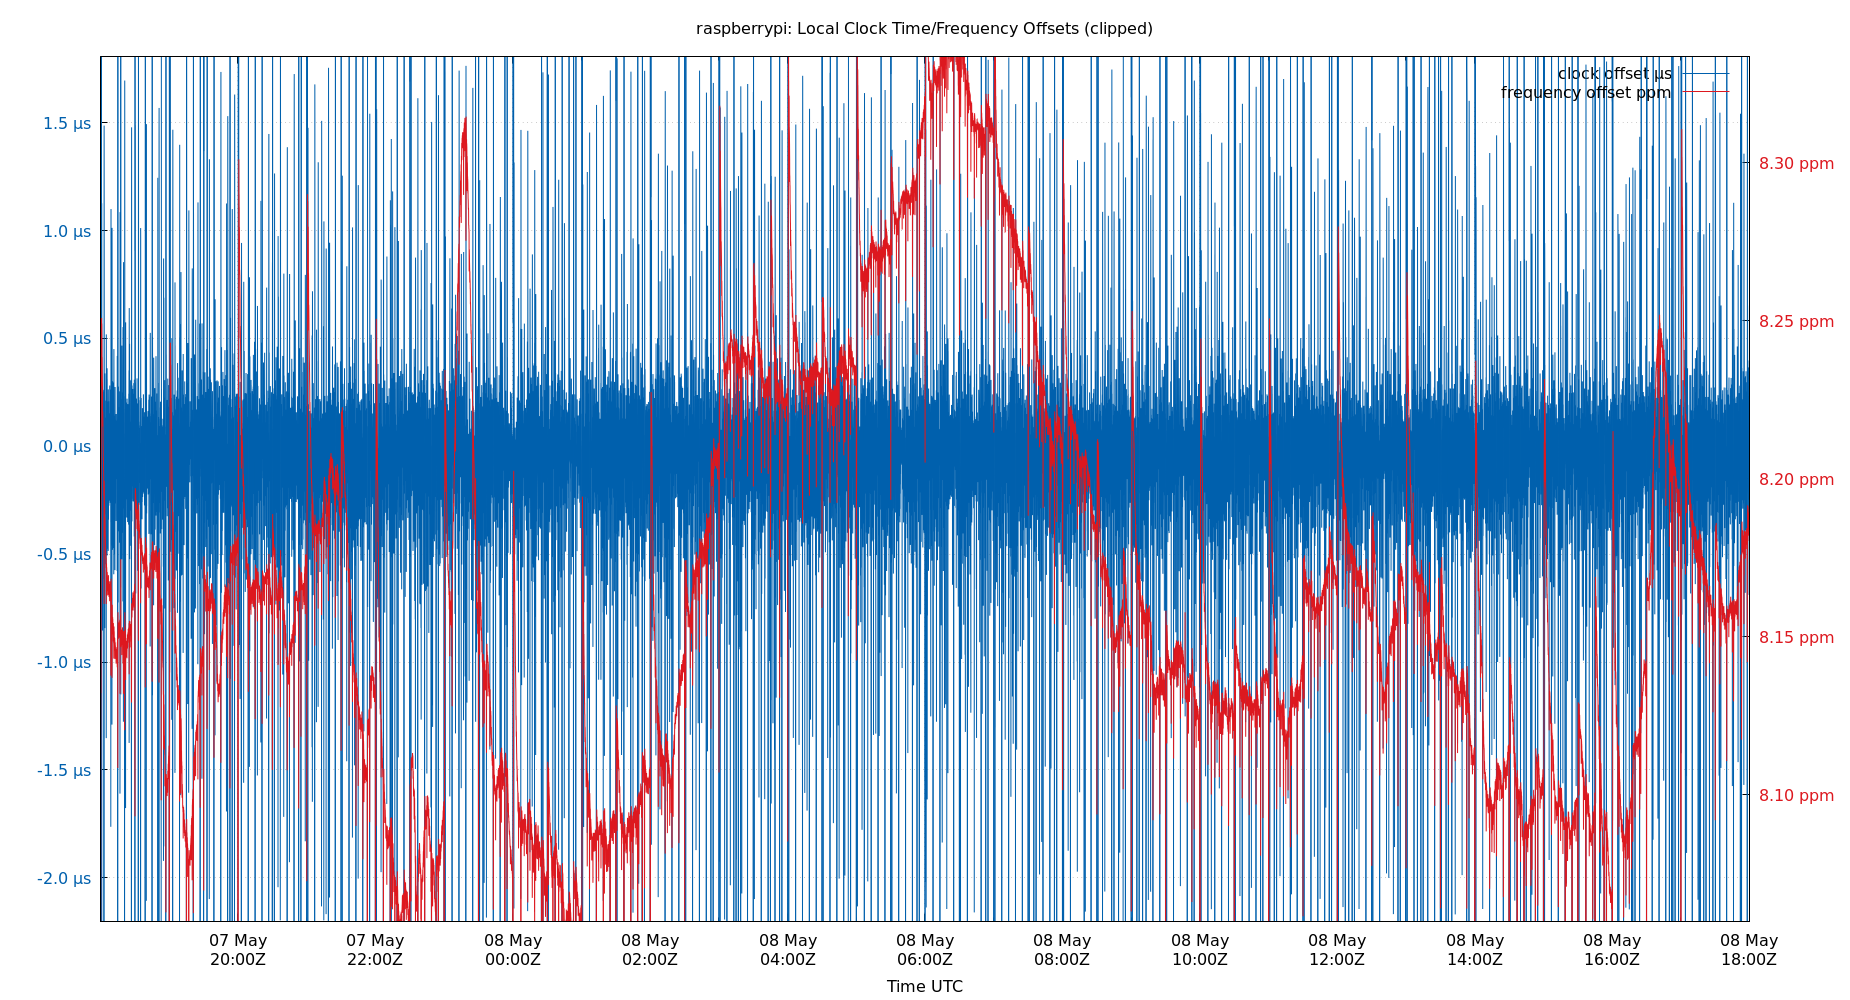 raspberrypi: Local Clock Time/Frequency Offsets (clipped)
clock offset µs
frequency offset ppm
1.5 µs
1.0 µs
0.5 µs
0.0 µs
-0.5 µs
-1.0 µs
-1.5 µs
-2.0 µs
8.30 ppm
8.25 ppm
8.20 ppm
8.15 ppm
8.10 ppm
07 May 07 May 08 May 08 May 08 May 08 May 08 May 08 May 08 May 08 May 08 May 08 May
20:00Z 22:00Z 00:00Z 02:00Z 04:00Z 06:00Z 08:00Z 10:00Z 12:00Z 14:00Z 16:00Z 18:00Z
Time UTC